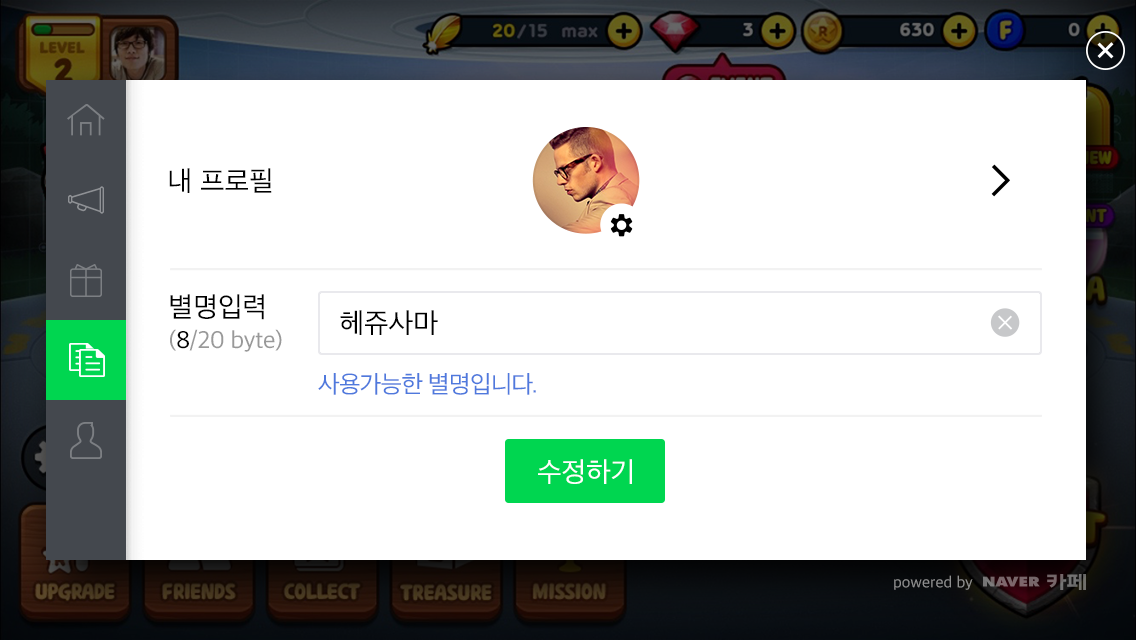 LEVEL
2
20/15 max
3
R
630
F
0
내 프로필
별명입력
(8/20 byte)
헤쥬사마
사용가능한 별명입니다.
수정하기
UPGRADE
FRIENDS
COLLECT
TREASURE
MISSION
powered by NAVER 카페